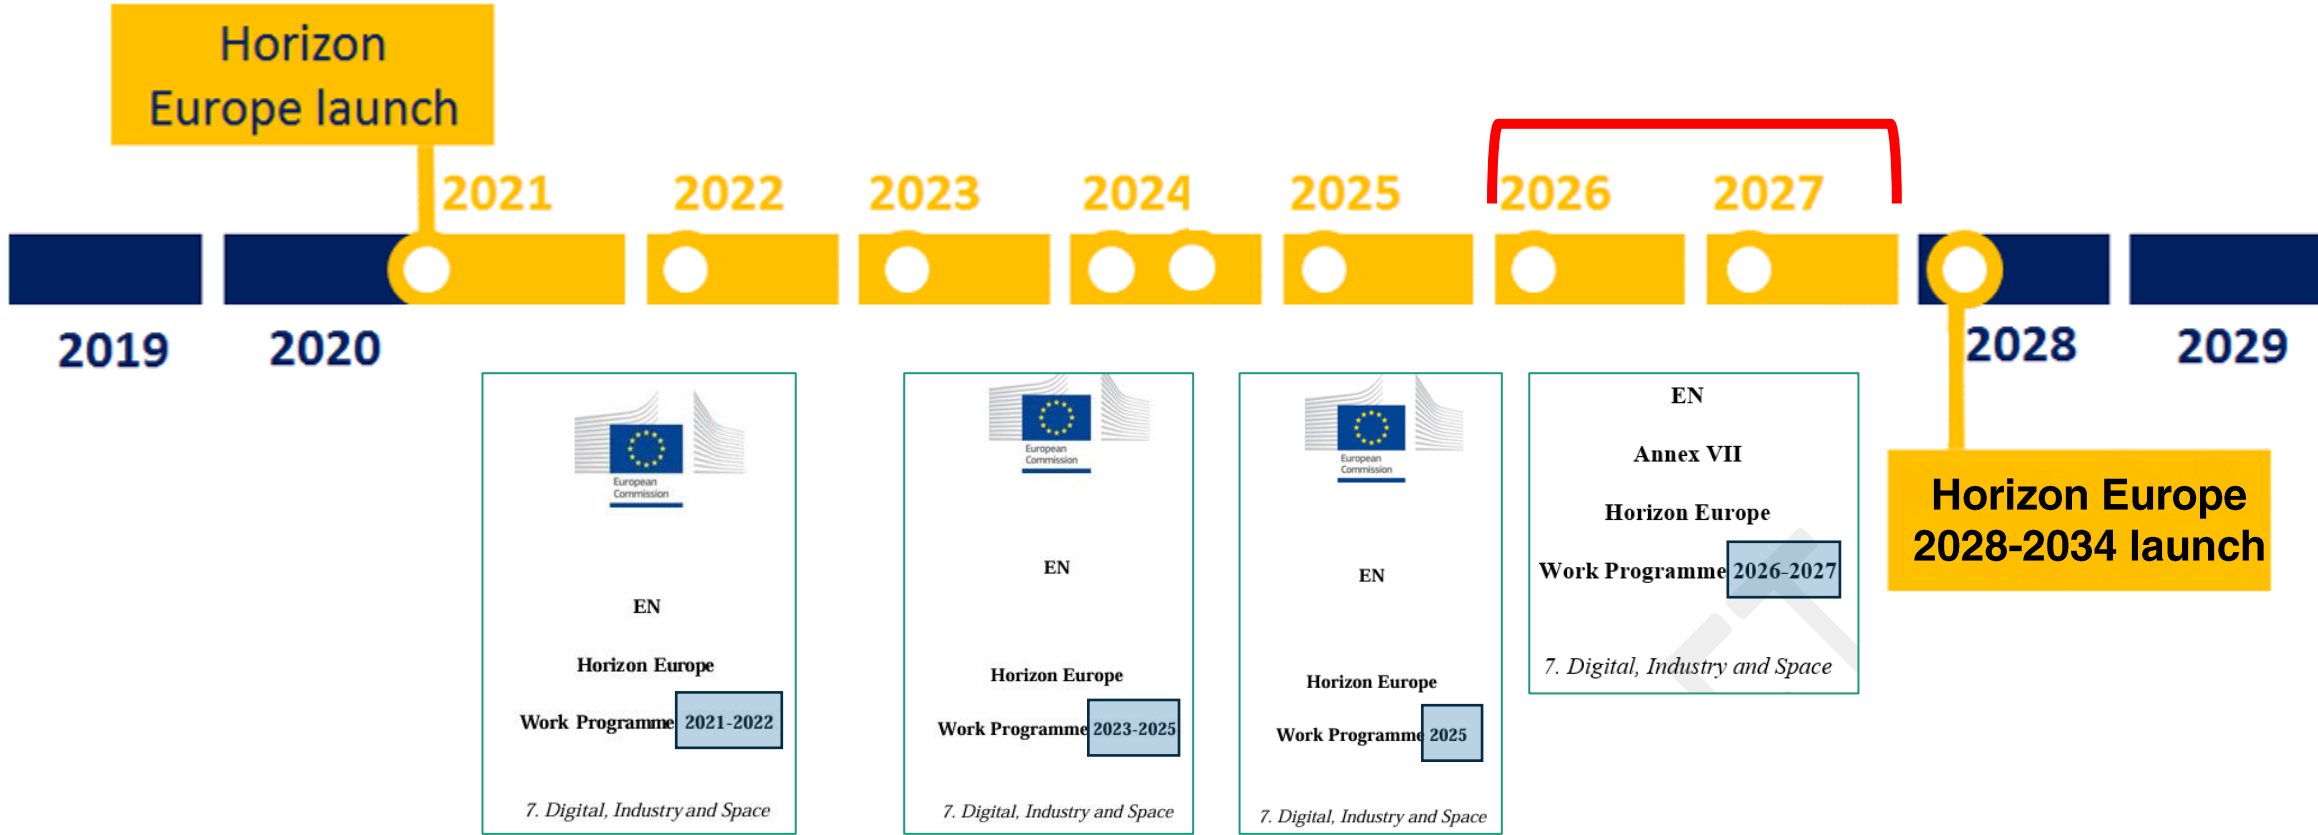 Horizon
Europe launch
2021
2022
2023
2024
2025
2026
2027
2019
2020
2028
2029
European
Commission
EN
Horizon Europe
Work Programme 2021-2022
7. Digital, Industry and Space
European
Commission
EN
Horizon Europe
Work Programme 2023-2025
7. Digital, Industry and Space
European
Commission
EN
Horizon Europe
Work Programme 2025
7. Digital, Industry and Space
EN
Annex VII
Horizon Europe
Work Programme 2026-2027
7. Digital, Industry and Space
Horizon Europe
2028-2034 launch